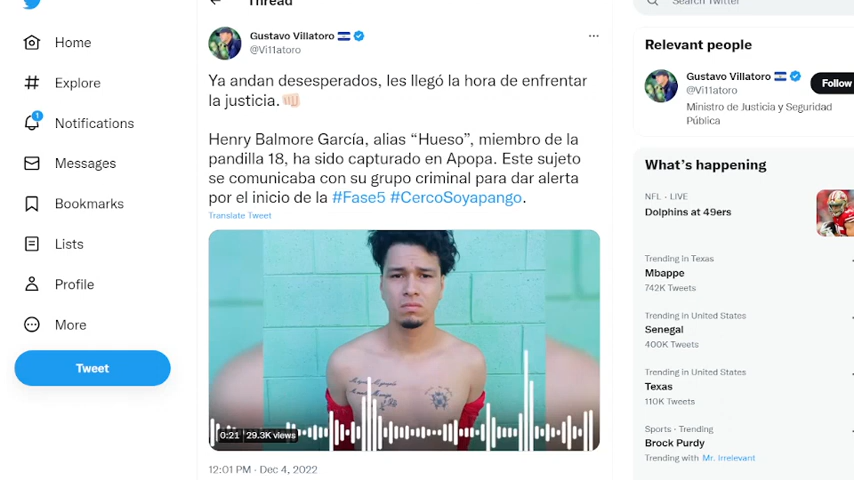 Thread
Search Twitter
Home
Explore
1
Notifications
Messages
Bookmarks
Lists
Profile
More
Tweet
Gustavo Villatoro
@Vi11atoro
Ya andan desesperados, les llegó la hora de enfrentar
la justicia.
Henry Balmore García, alias “Hueso”, miembro de la
pandilla 18, ha sido capturado en Apopa. Este sujeto
se comunicaba con su grupo criminal para dar alerta
por el inicio de la #Fase5 #CercoSoyapango.
Translate Tweet
0:21 29.3K views
12:01 PM · Dec 4, 2022
Relevant people
Gustavo Villatoro
@Vi11atoro
Follow
Ministro de Justicia y Seguridad
Pública
What’s happening
NFL · LIVE
Dolphins at 49ers
Trending in Texas
Mbappe
742K Tweets
Trending in United States
Senegal
400K Tweets
Trending in United States
Texas
110K Tweets
Sports · Trending
Brock Purdy
Trending with Mr. Irrelevant